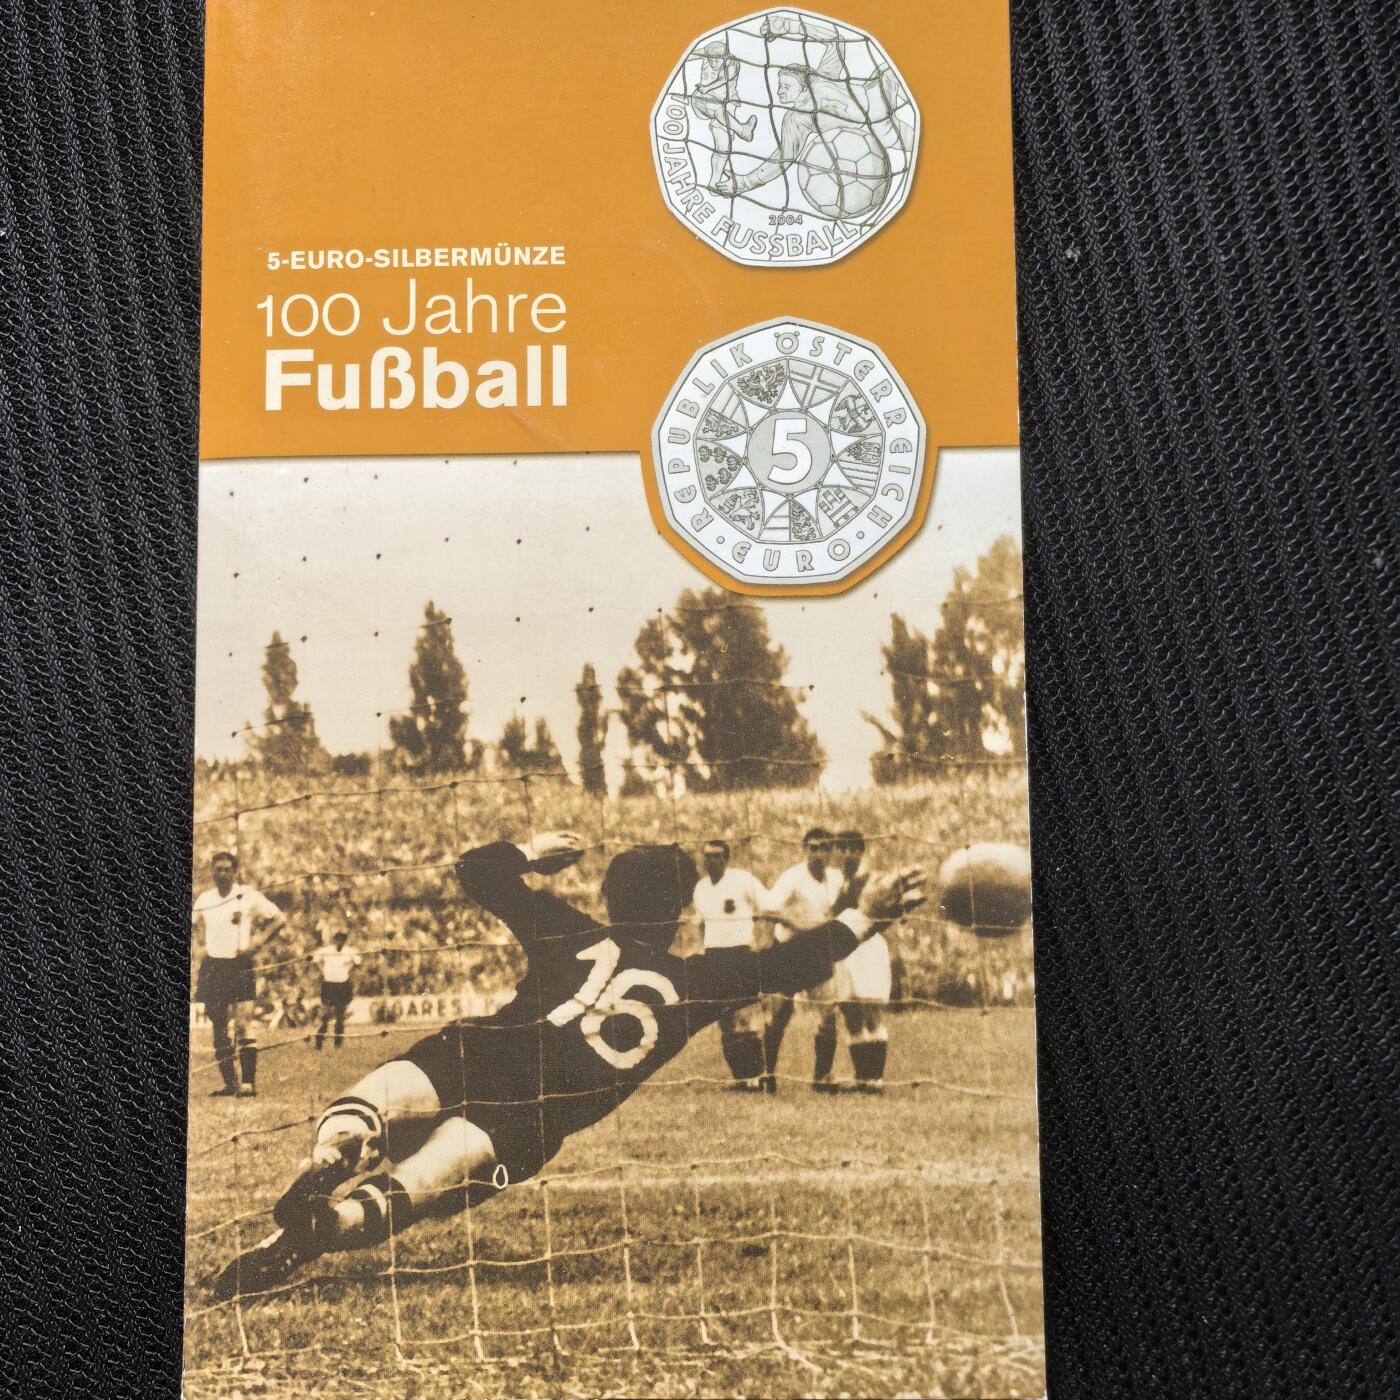 100 JAHRE FUSSBALL
2004
5-EURO-SILBERMÜNZE
100 Jahre
Fußball
REPUBLIK ÖSTERREICH
5
· EURO ·
16